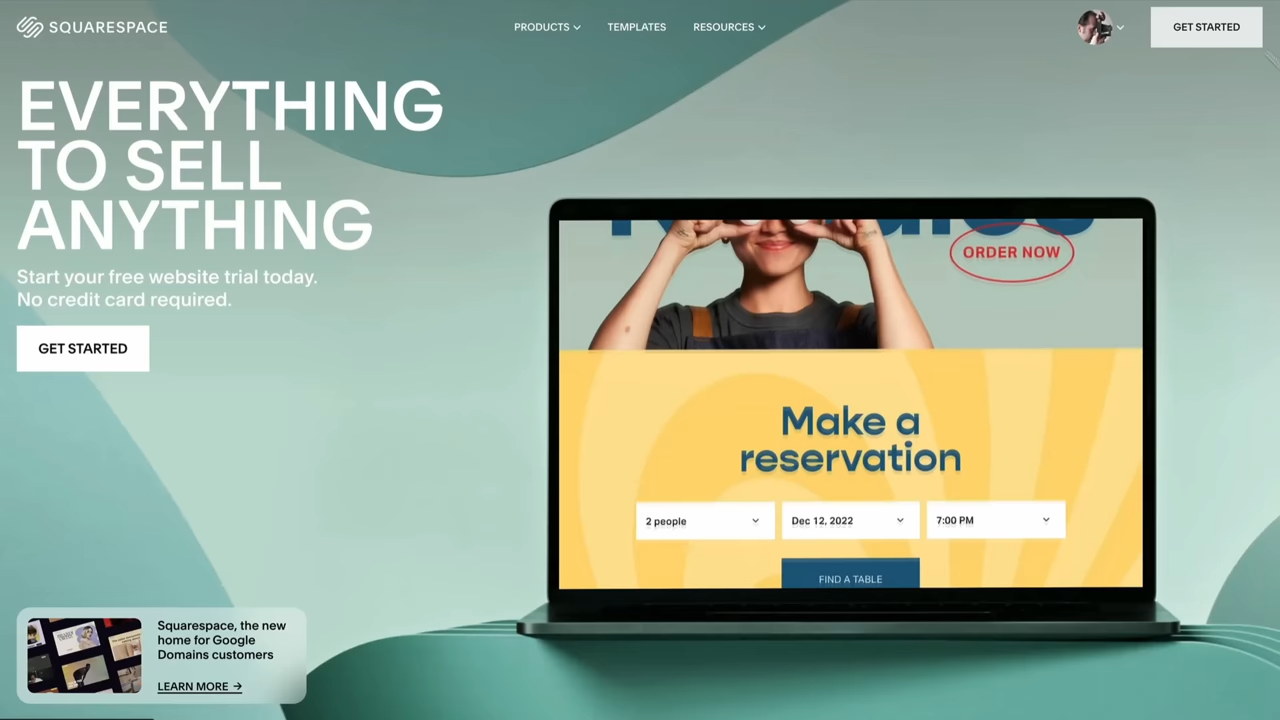 SQUARESPACE
PRODUCTS
TEMPLATES
RESOURCES
GET STARTED
EVERYTHING
TO SELL
ANYTHING
Start your free website trial today.
No credit card required.
GET STARTED
ORDER NOW
Make a
reservation
2 people
Dec 12, 2022
7:00 PM
FIND A TABLE
Squarespace, the new
home for Google
Domains customers
LEARN MORE →